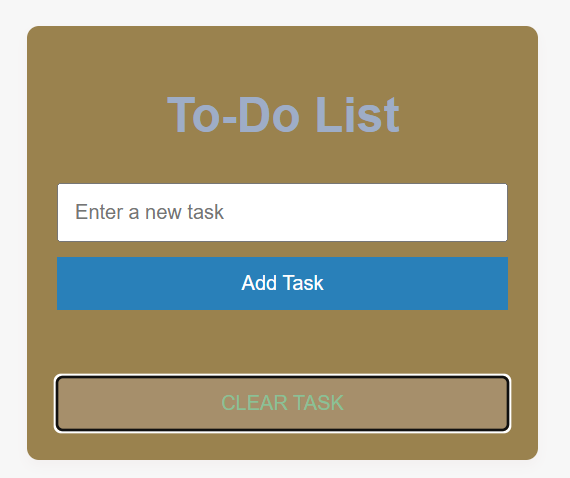 To-Do List
Enter a new task
Add Task
CLEAR TASK